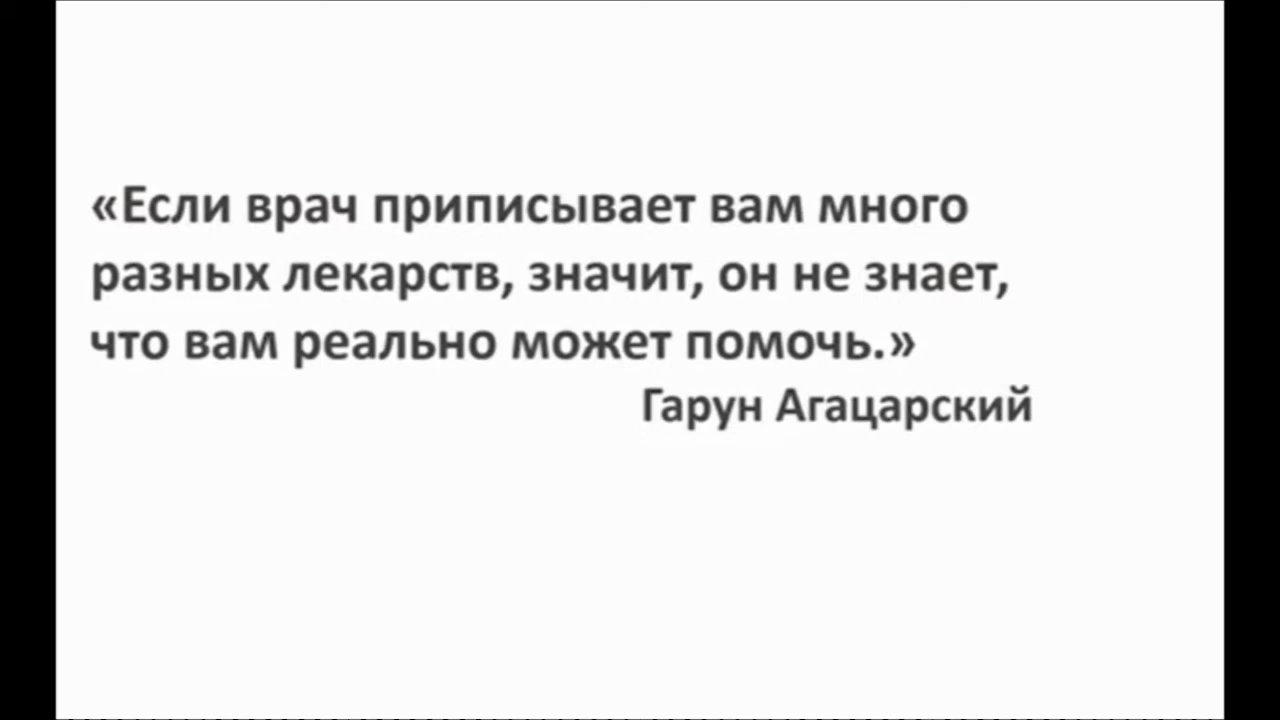 «Если врач приписывает вам много
разных лекарств, значит, он не знает,
что вам реально может помочь.»
Гарун Агацарский